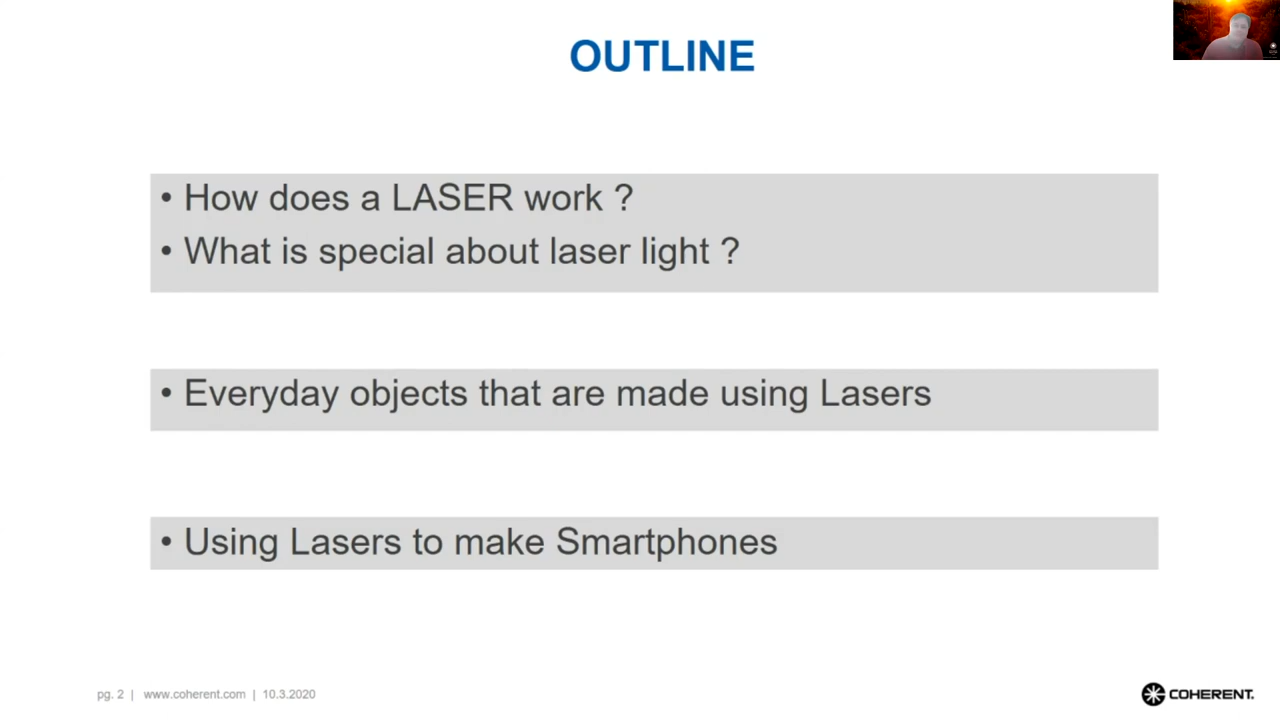 OUTLINE
• How does a LASER work ?
• What is special about laser light ?
• Everyday objects that are made using Lasers
• Using Lasers to make Smartphones
pg. 2 | www.coherent.com | 10.3.2020
COHERENT.